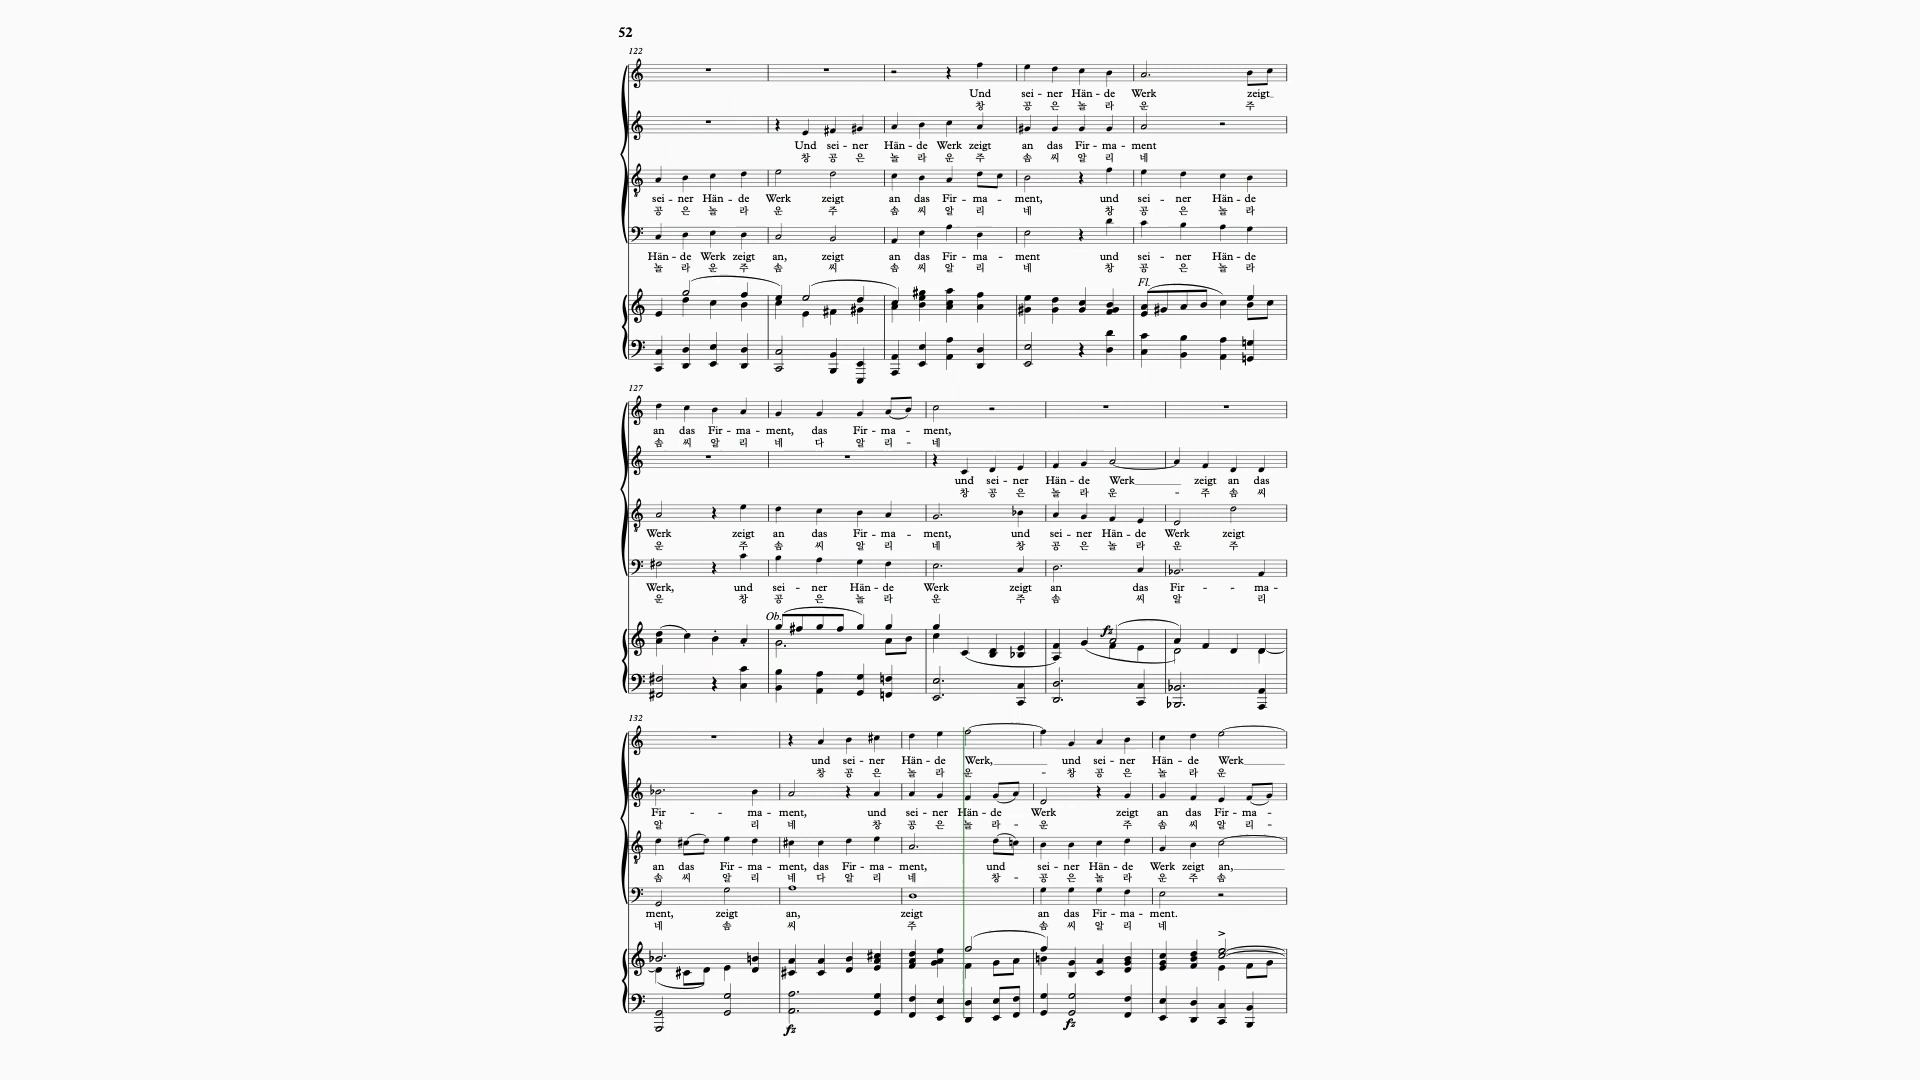 52
122
Und sei - ner Hän - de Werk zeigt
창 공 은 놀 라 운 주
Und sei - ner Hän - de Werk zeigt an das Fir - ma - ment
창 공 은 놀 라 운 주 솜 씨 알 리 네
sei - ner Hän - de Werk zeigt an das Fir - ma - ment, und sei - ner Hän - de
공 은 놀 라 운 주 솜 씨 알 리 네 창 공 은 놀 라
Hän - de Werk zeigt an, zeigt an das Fir - ma - ment und sei - ner Hän - de
놀 라 운 주 솜 씨 솜 씨 알 리 네 창 공 은 놀 라
Fl.
127
an das Fir - ma - ment, das Fir - ma - ment,
솜 씨 알 리 네 다 알 리 - 네
und sei - ner Hän - de Werk zeigt an das
창 공 은 놀 라 운 - 주 솜 씨
Werk zeigt an das Fir - ma - ment, und sei - ner Hän - de Werk zeigt
운 주 솜 씨 알 리 네 창 공 은 놀 라 운 주
Werk, und sei - ner Hän - de Werk zeigt an das Fir - - ma -
운 창 공 은 놀 라 운 주 솜 씨 알 리
Ob.
fz
132
und sei - ner Hän - de Werk, und sei - ner Hän - de Werk
창 공 은 놀 라 운 - 창 공 은 놀 라 운
Fir - - ma - ment, und sei - ner Hän - de Werk zeigt an das Fir - ma -
알 리 네 창 공 은 놀 라 - 운 주 솜 씨 알 리 -
an das Fir - ma - ment, das Fir - ma - ment, und sei - ner Hän - de Werk zeigt an,
솜 씨 알 리 네 다 알 리 네 창 - 공 은 놀 라 운 주 솜
ment, zeigt an, zeigt an das Fir - ma - ment.
네 솜 씨 주 솜 씨 알 리 네
fz fz